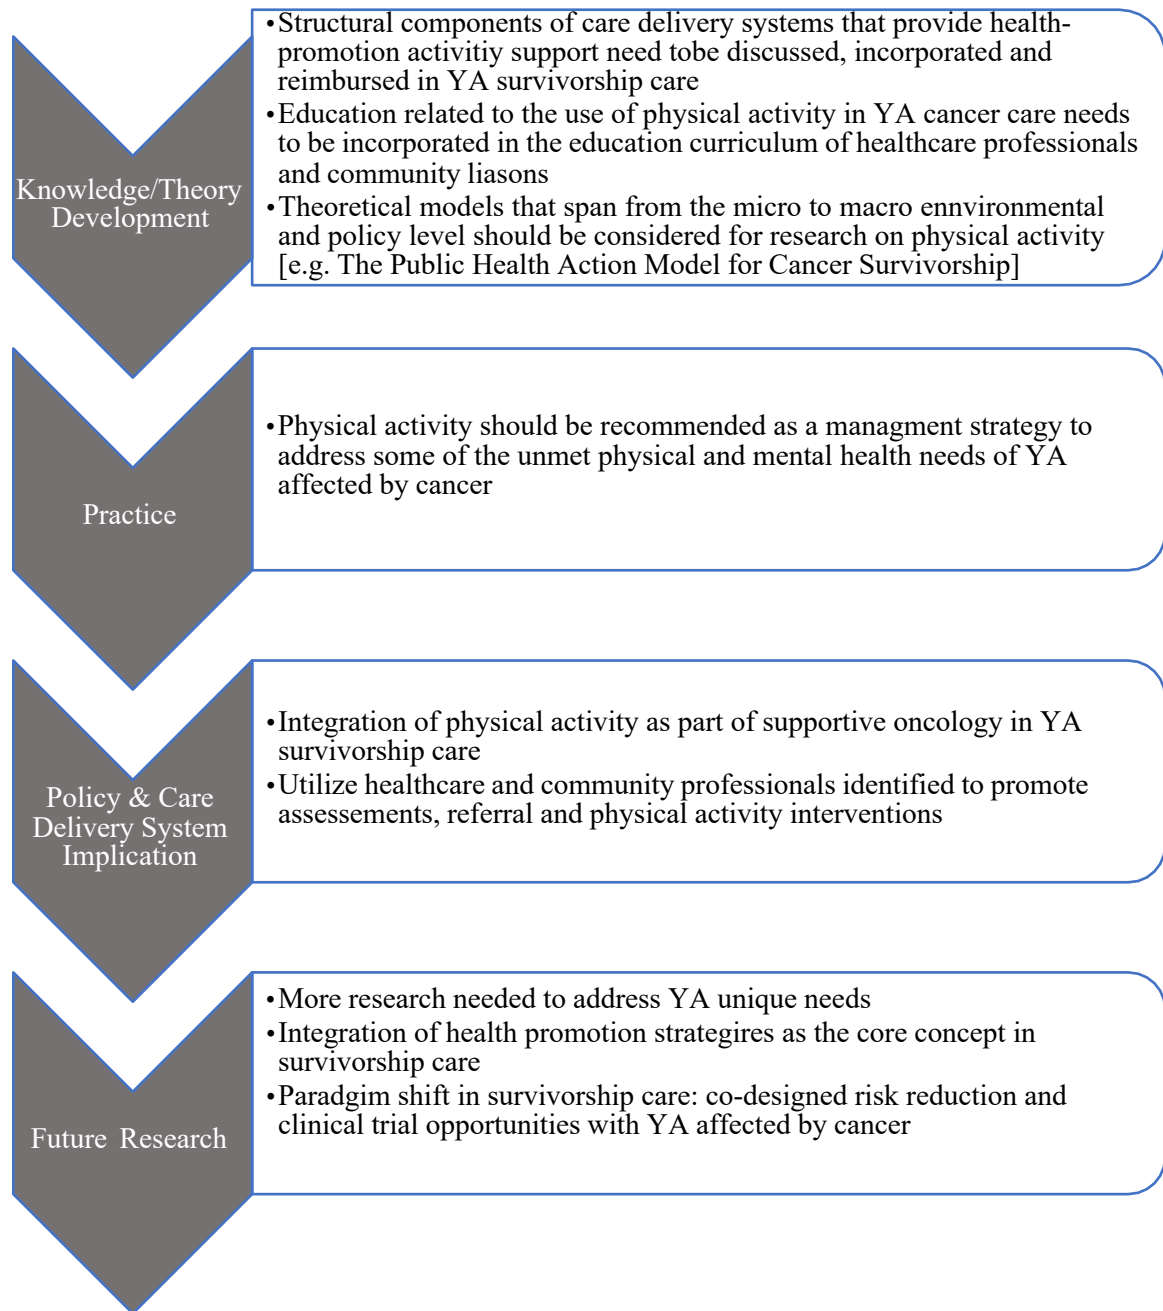 •Structural components of care delivery systems that provide health-
promotion activitiy support need tobe discussed, incorporated and
reimbursed in YA survivorship care
•Education related to the use of physical activity in YA cancer care needs
to be incorporated in the education curriculum of healthcare professionals
and community liasons
•Theoretical models that span from the micro to macro ennvironmental
and policy level should be considered for research on physical activity
[e.g. The Public Health Action Model for Cancer Survivorship]
Knowledge/Theory
Development
•Physical activity should be recommended as a managment strategy to
address some of the unmet physical and mental health needs of YA
affected by cancer
Practice
•Integration of physical activity as part of supportive oncology in YA
survivorship care
•Utilize healthcare and community professionals identified to promote
assessements, referral and physical activity interventions
Policy & Care
Delivery System
Implication
•More research needed to address YA unique needs
•Integration of health promotion strategires as the core concept in
survivorship care
•Paradgim shift in survivorship care: co-designed risk reduction and
clinical trial opportunities with YA affected by cancer
Future Research